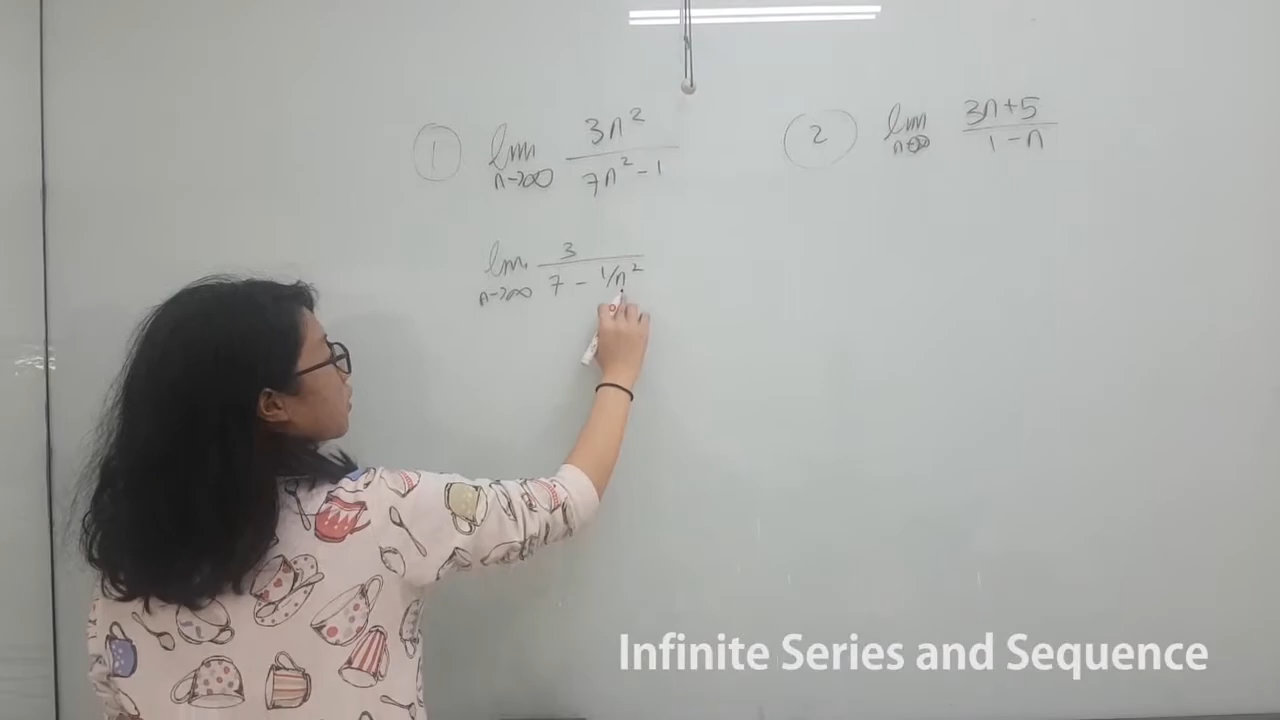 ① lim n→∞ 3n² / 7n² - 1
lim n→∞ 3 / 7 - 1/n²
② lim n→∞ 3n+5 / 1-n
Infinite Series and Sequence